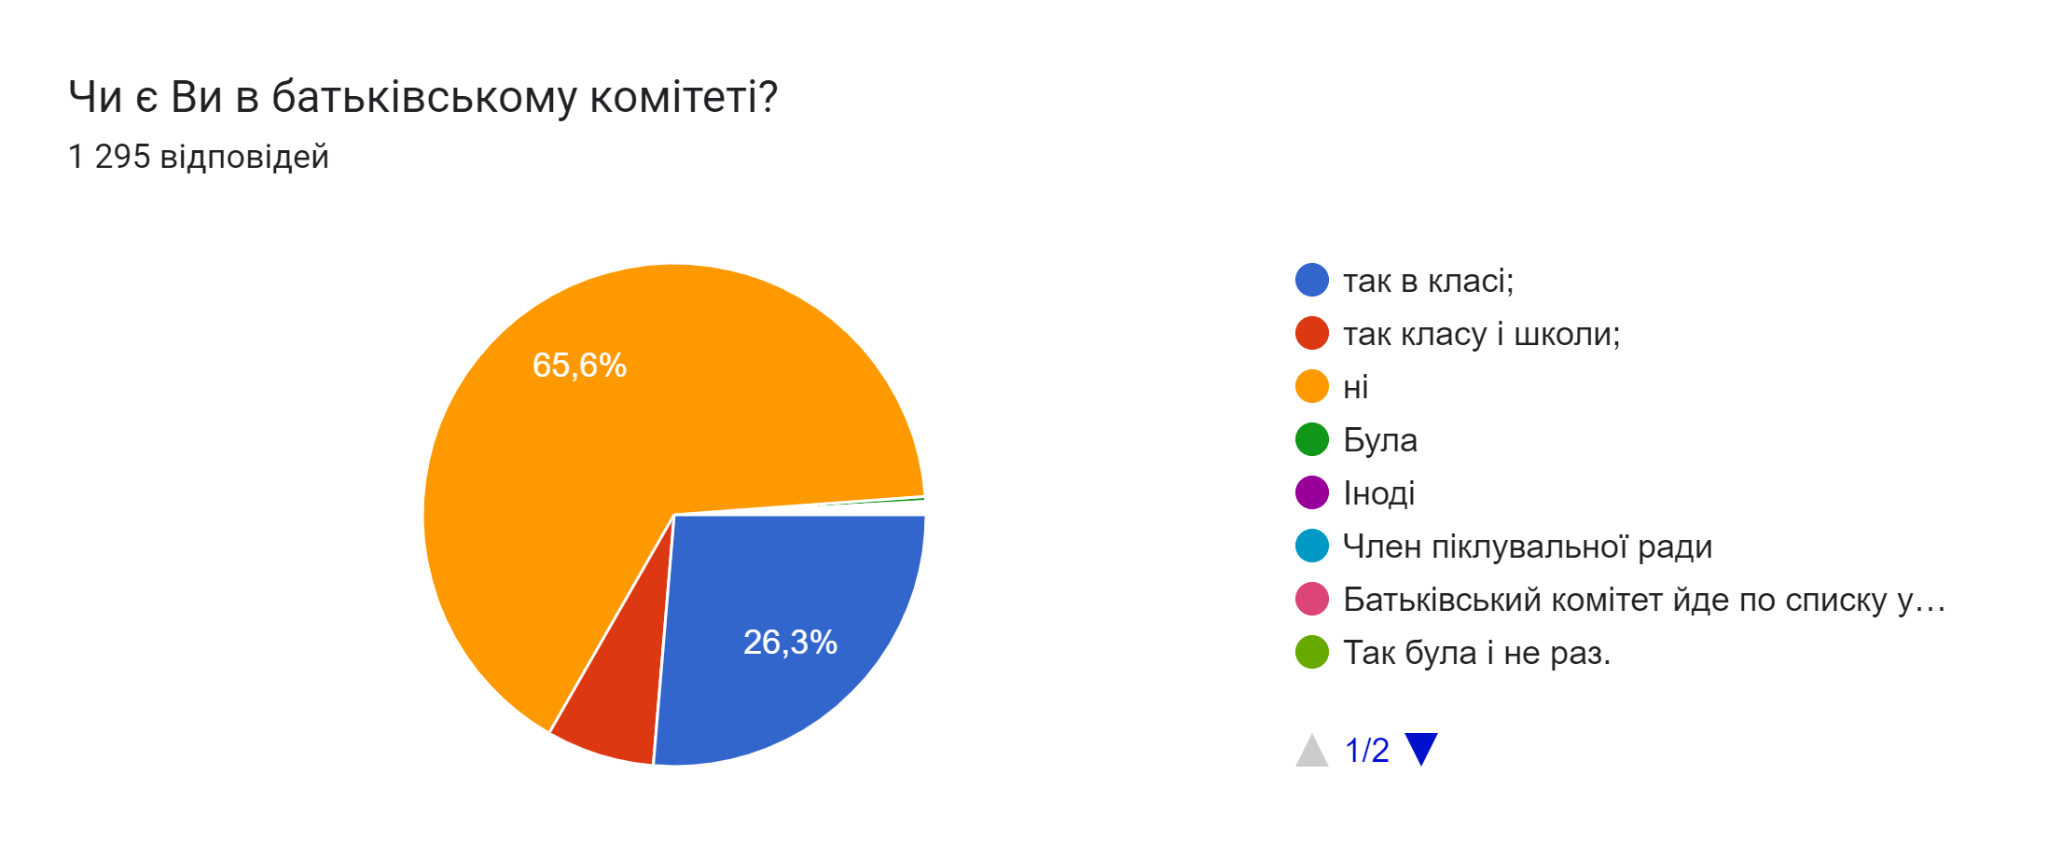 Чи є Ви в батьківському комітеті?
1 295 відповідей
65,6%
26,3%
так в класі;
так класу і школи;
ні
Була
Іноді
Член піклувальної ради
Батьківський комітет йде по списку у…
Так була і не раз.
1/2